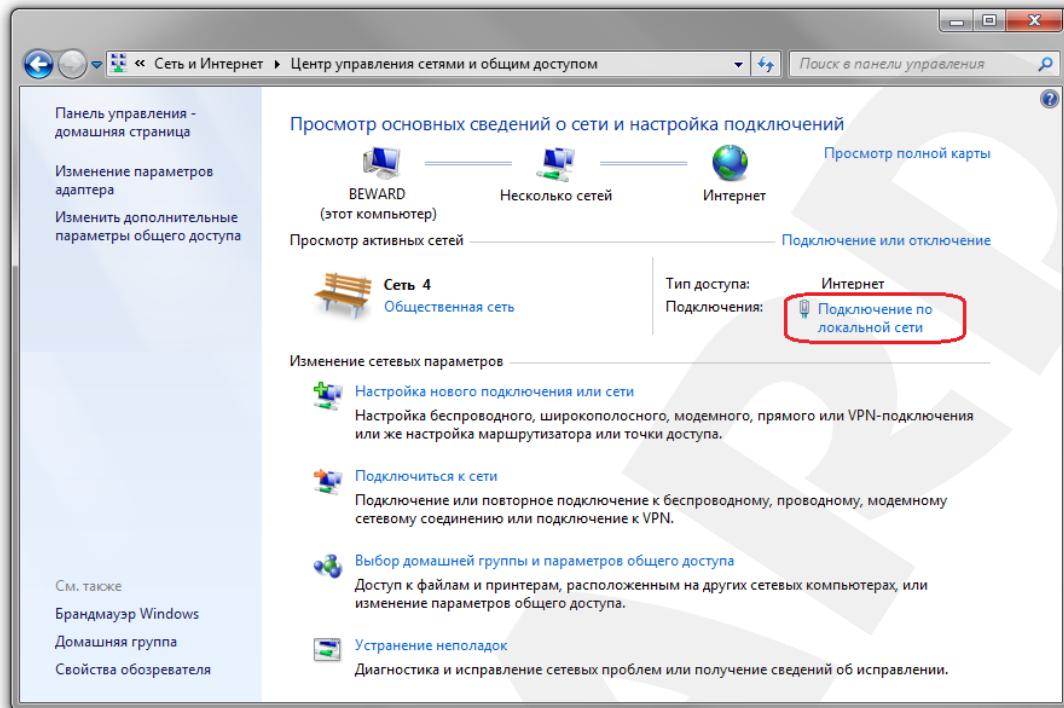 « Сеть и Интернет ▸ Центр управления сетями и общим доступом
Поиск в панели управления
Панель управления -
домашняя страница
Изменение параметров
адаптера
Изменить дополнительные
параметры общего доступа
Просмотр основных сведений о сети и настройка подключений
Просмотр полной карты
BEWARD
(этот компьютер)
Несколько сетей
Интернет
Просмотр активных сетей
Подключение или отключение
Сеть 4
Общественная сеть
Тип доступа: Интернет
Подключения: Подключение по
локальной сети
Изменение сетевых параметров
Настройка нового подключения или сети
Настройка беспроводного, широкополосного, модемного, прямого или VPN-подключения
или же настройка маршрутизатора или точки доступа.
Подключиться к сети
Подключение или повторное подключение к беспроводному, проводному, модемному
сетевому соединению или подключение к VPN.
Выбор домашней группы и параметров общего доступа
Доступ к файлам и принтерам, расположенным на других сетевых компьютерах, или
изменение параметров общего доступа.
Устранение неполадок
Диагностика и исправление сетевых проблем или получение сведений об исправлении.
См. также
Брандмауэр Windows
Домашняя группа
Свойства обозревателя